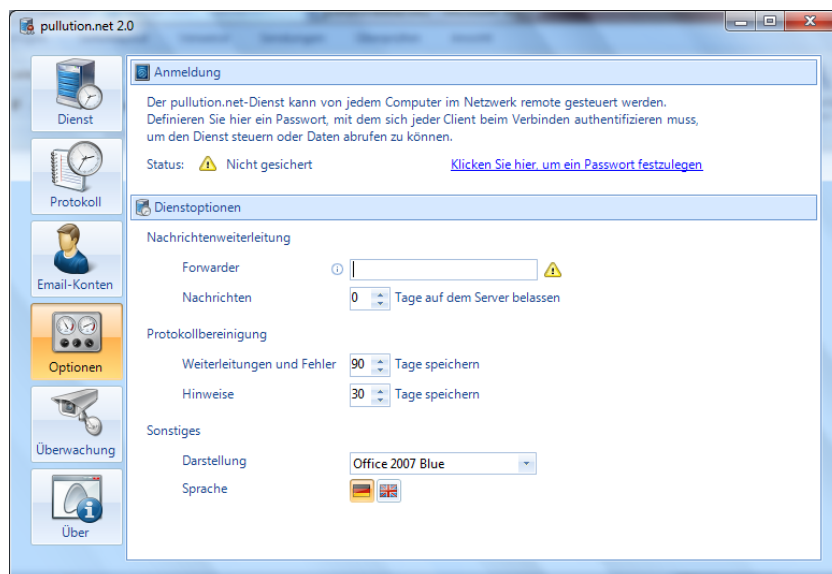 pullution.net 2.0
Dienst
Protokoll
Email-Konten
Optionen
Überwachung
Über
Anmeldung
Der pullution.net-Dienst kann von jedem Computer im Netzwerk remote gesteuert werden.
Definieren Sie hier ein Passwort, mit dem sich jeder Client beim Verbinden authentifizieren muss,
um den Dienst steuern oder Daten abrufen zu können.
Status: Nicht gesichert Klicken Sie hier, um ein Passwort festzulegen
Dienstoptionen
Nachrichtenweiterleitung
Forwarder
Nachrichten 0 Tage auf dem Server belassen
Protokollbereinigung
Weiterleitungen und Fehler 90 Tage speichern
Hinweise 30 Tage speichern
Sonstiges
Darstellung Office 2007 Blue
Sprache